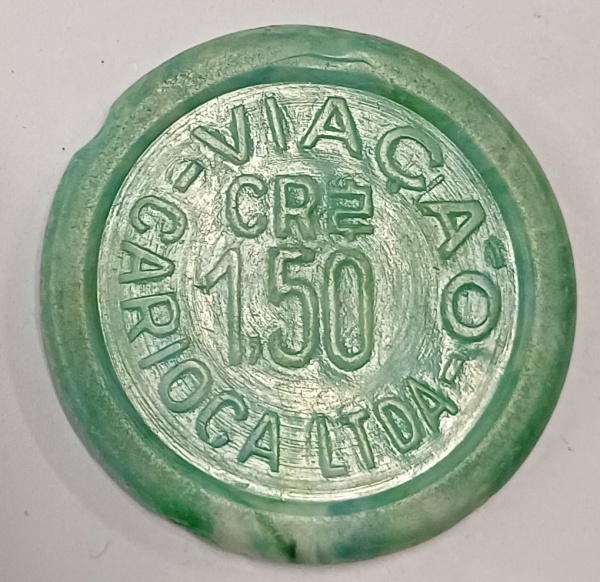 VIAÇÃO
CR$
1,50
CARIOCA LTDA